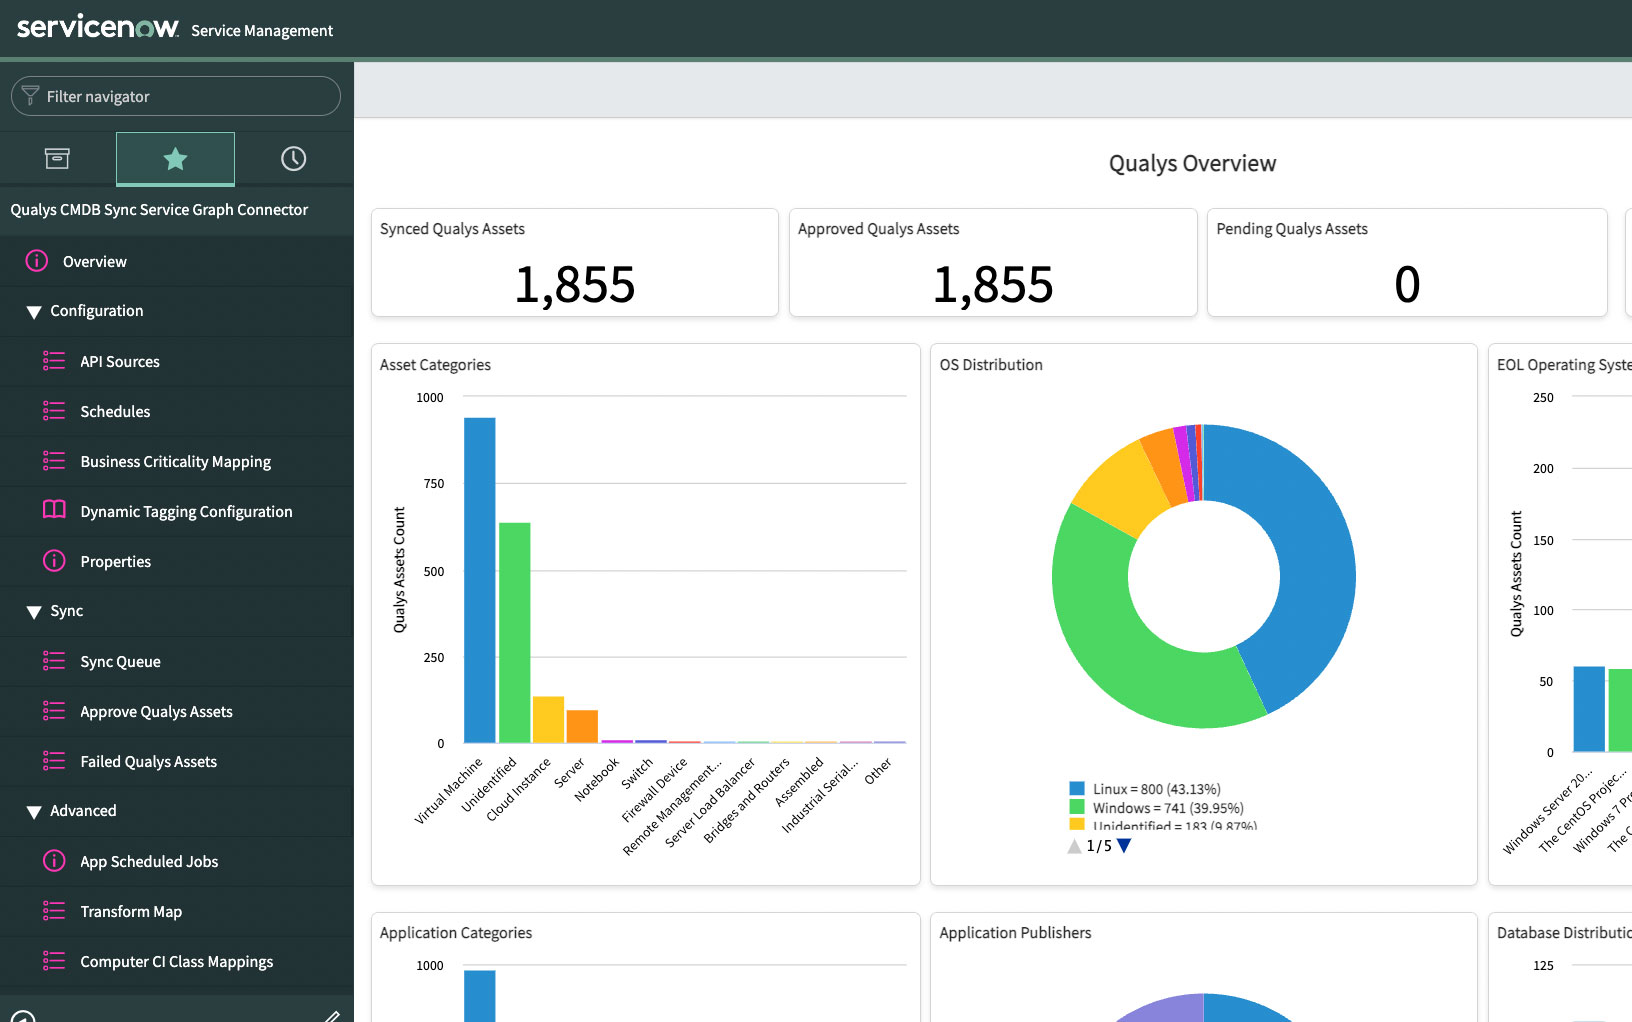 servicenow. Service Management
Filter navigator
Qualys CMDB Sync Service Graph Connector
Overview
Configuration
API Sources
Schedules
Business Criticality Mapping
Dynamic Tagging Configuration
Properties
Sync
Sync Queue
Approve Qualys Assets
Failed Qualys Assets
Advanced
App Scheduled Jobs
Transform Map
Computer CI Class Mappings
Qualys Overview
Synced Qualys Assets
1,855
Approved Qualys Assets
1,855
Pending Qualys Assets
0
Asset Categories
1000
750
500
250
0
Qualys Assets Count
Virtual Machine
Unidentified
Cloud Instance
Server
Notebook
Switch
Firewall Device
Remote Management...
Server Load Balancer
Bridges and Routers
Assembled
Industrial Serial...
Other
OS Distribution
Linux = 800 (43.13%)
Windows = 741 (39.95%)
Unidentified = 183 (9.87%)
1/5
EOL Operating Syste
250
200
150
100
50
0
Qualys Assets Count
Windows Server 20...
The CentOS Projec...
Windows 7 Pr
The C
Application Categories
1000
Application Publishers
Database Distributio
125